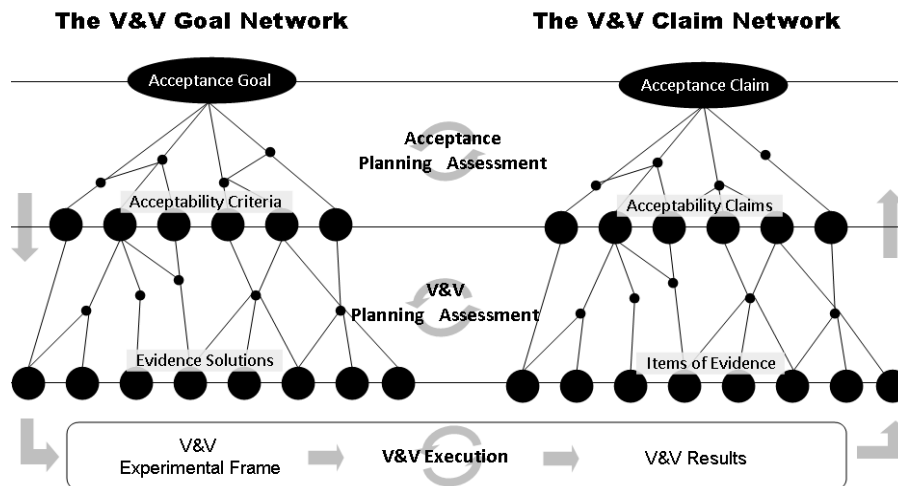 The V&V Goal Network
The V&V Claim Network
Acceptance Goal
Acceptance Claim
Acceptance
Planning Assessment
Acceptability Criteria
Acceptability Claims
V&V
Planning Assessment
Evidence Solutions
Items of Evidence
V&V
Experimental Frame
V&V Execution
V&V Results